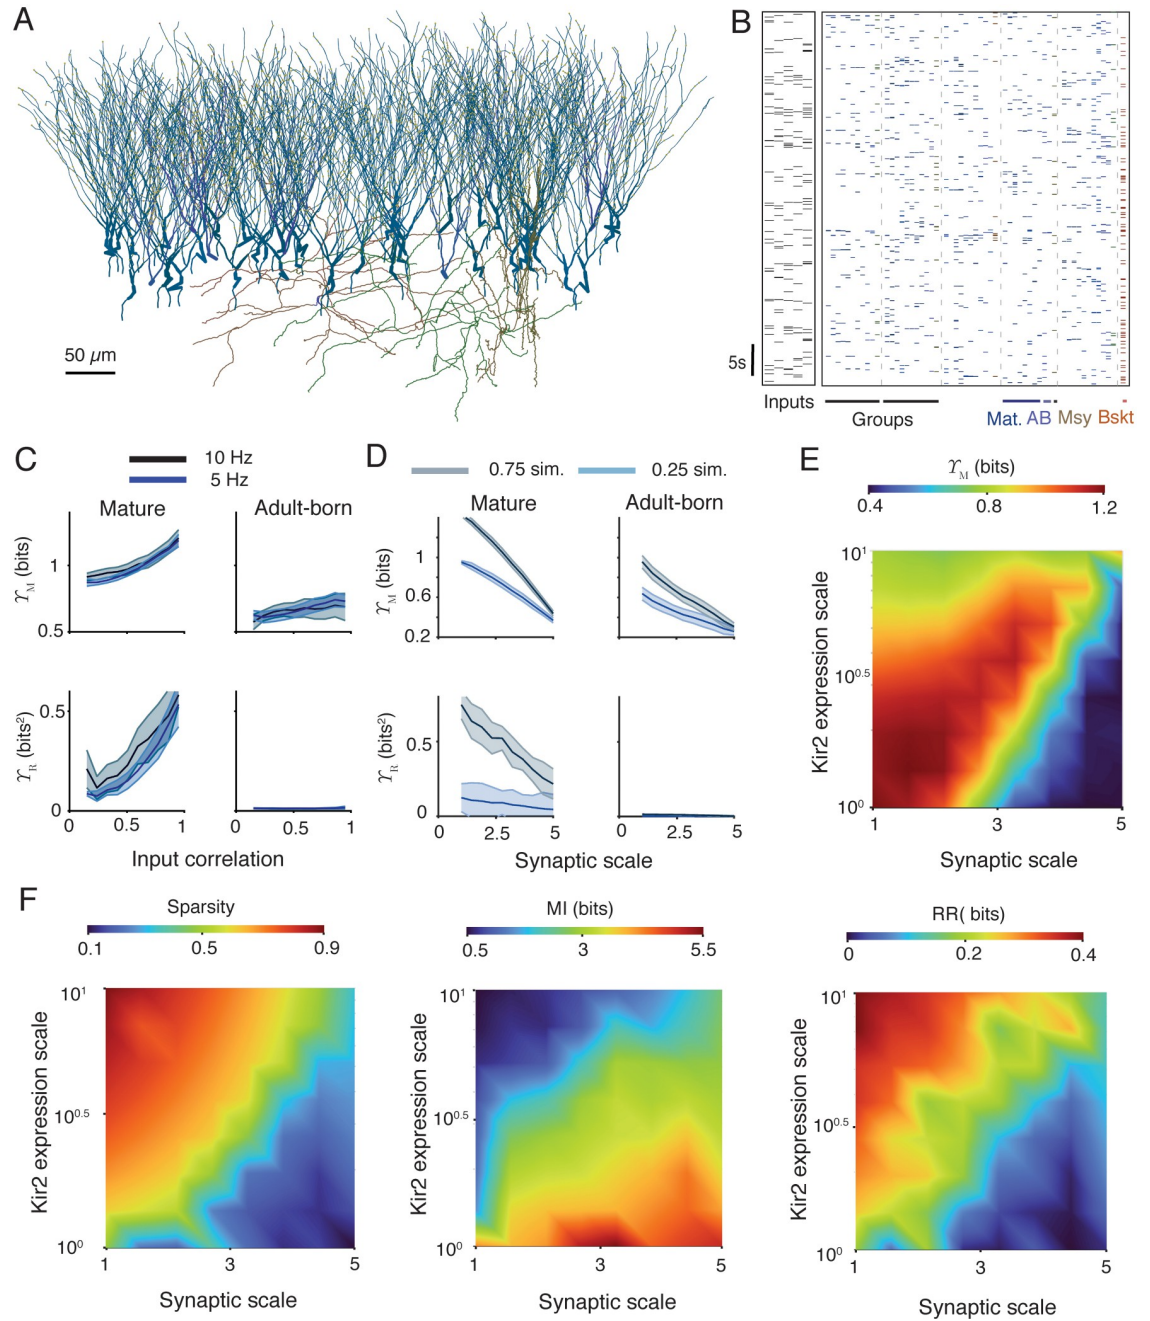 A
50 µm
B
5s
Inputs
Groups
Mat. AB Msy Bskt
C
10 Hz
5 Hz
Mature
Adult-born
ϒM (bits)
1
0.5
ϒR (bits²)
0.5
0
0 0.5 1
0 0.5 1
Input correlation
D
0.75 sim.
0.25 sim.
Mature
Adult-born
ϒM (bits)
1
0.6
0.2
ϒR (bits²)
0.5
0
0 2.5 5
0 2.5 5
Synaptic scale
E
ϒM (bits)
0.4 0.8 1.2
Kir2 expression scale
10¹
10⁰·⁵
10⁰
1 3 5
Synaptic scale
F
Sparsity
0.1 0.5 0.9
Kir2 expression scale
10¹
10⁰·⁵
10⁰
1 3 5
Synaptic scale
MI (bits)
0.5 3 5.5
Kir2 expression scale
10¹
10⁰·⁵
10⁰
1 3 5
Synaptic scale
RR( bits)
0 0.2 0.4
Kir2 expression scale
10¹
10⁰·⁵
10⁰
1 3 5
Synaptic scale